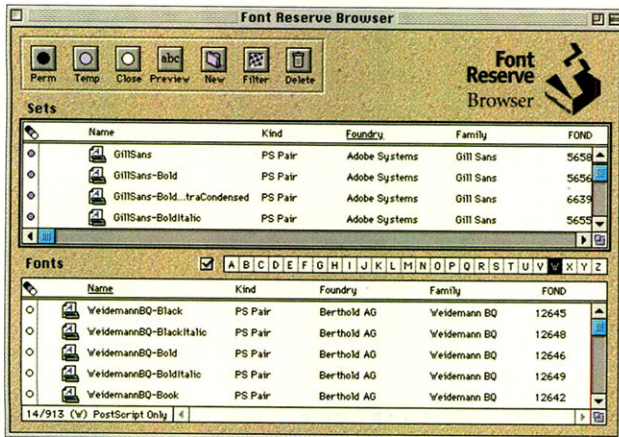 Font Reserve Browser
abc
Perm Temp Close Preview New Filter Delete
Font
Reserve
Browser
Sets
Name Kind Foundry Family FOND
GillSans PS Pair Adobe Systems Gill Sans 5658
GillSans-Bold PS Pair Adobe Systems Gill Sans 5656
GillSans-Bold...traCondensed PS Pair Adobe Systems Gill Sans 6639
GillSans-BoldItalic PS Pair Adobe Systems Gill Sans 5655
Fonts A B C D E F G H I J K L M N O P Q R S T U V W X Y Z
Name Kind Foundry Family FOND
WeidemannBQ-Black PS Pair Berthold AG Weidemann BQ 12645
WeidemannBQ-BlackItalic PS Pair Berthold AG Weidemann BQ 12648
WeidemannBQ-Bold PS Pair Berthold AG Weidemann BQ 12646
WeidemannBQ-BoldItalic PS Pair Berthold AG Weidemann BQ 12649
WeidemannBQ-Book PS Pair Berthold AG Weidemann BQ 12642
14/913 (W) PostScript Only